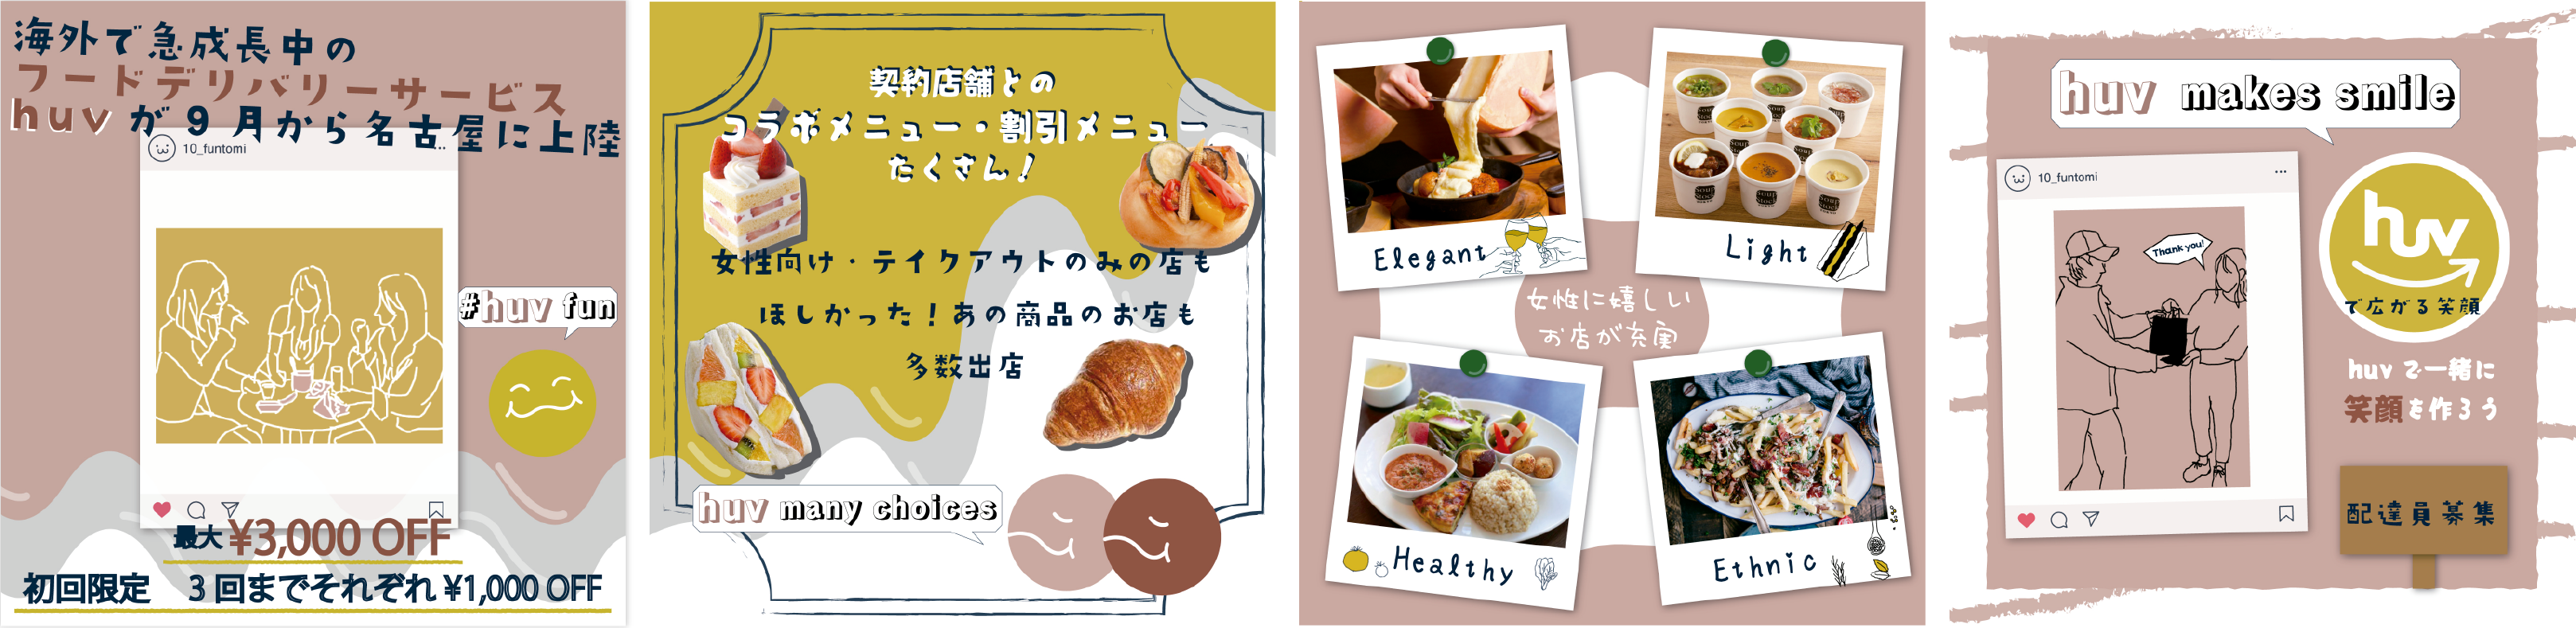 海外で急成長中の
フードデリバリーサービス
huvが9月から名古屋に上陸
10_funtomi
#huv fun
最大¥3,000 OFF
初回限定 3回までそれぞれ¥1,000 OFF
契約店舗との
コラボメニュー・割引メニュー
たくさん!
女性向け・テイクアウトのみの店も
ほしかった!あの商品のお店も
多数出店
huv many choices
Elegant
Light
女性に嬉しい
お店が充実
Healthy
Ethnic
huv makes smile
10_funtomi
Thank you!
huv
で広がる笑顔
huvで一緒に
笑顔を作ろう
配達員募集